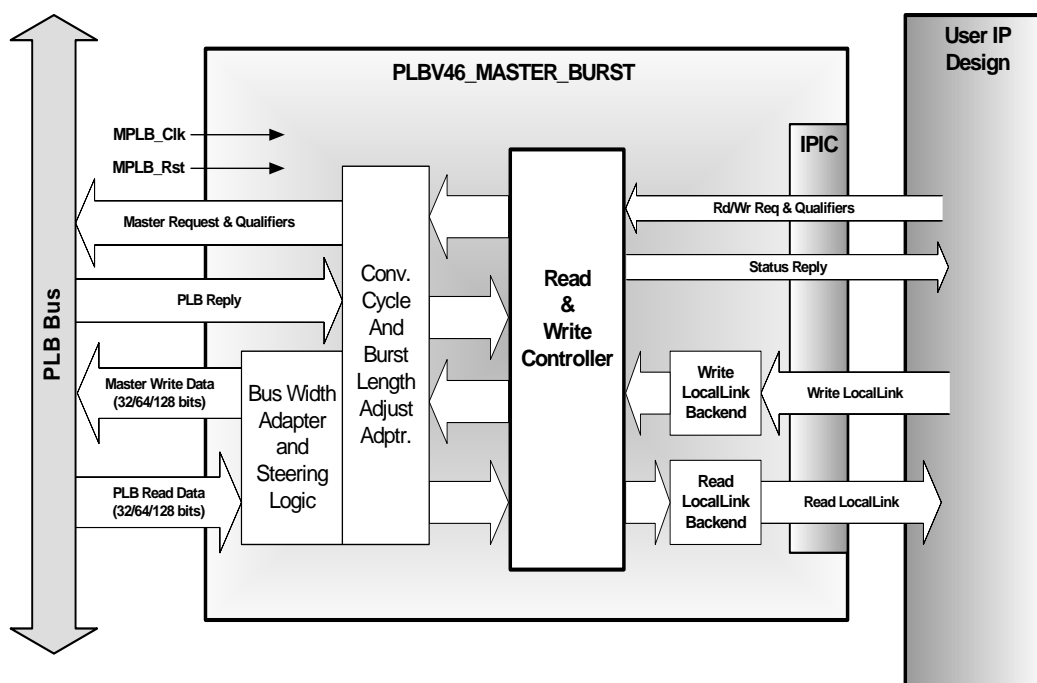 User IP
Design
PLBV46_MASTER_BURST
MPLB_Clk
MPLB_Rst
IPIC
PLB Bus
Master Request & Qualifiers
PLB Reply
Master Write Data
(32/64/128 bits)
PLB Read Data
(32/64/128 bits)
Bus Width
Adapter
and
Steering
Logic
Conv.
Cycle
And
Burst
Length
Adjust
Adptr.
Read
&
Write
Controller
Rd/Wr Req & Qualifiers
Status Reply
Write
LocalLink
Backend
Write LocalLink
Read
LocalLink
Backend
Read LocalLink